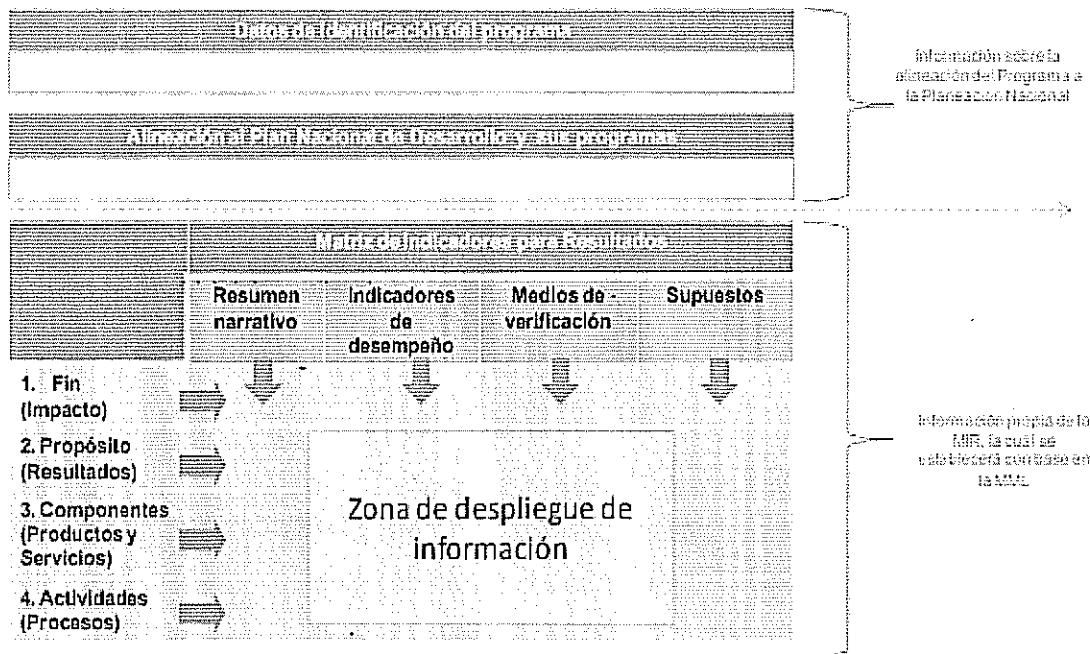 Datos de identificación del programa
Información sobre la
alineación del Programa a
la Planeación Nacional
Alineación al Plan Nacional de Desarrollo y sus programas
Matriz de Indicadores para Resultados
Resumen
narrativo
Indicadores
de
desempeño
Medios de -
verificación
Supuestos
1. Fin
(Impacto)
2. Propósito
(Resultados)
3. Componentes
(Productos y
Servicios)
4. Actividades
(Procesos)
Zona de despliegue de
información
Información propia de la
MIR, la cual se
establecerá con base en
la MML